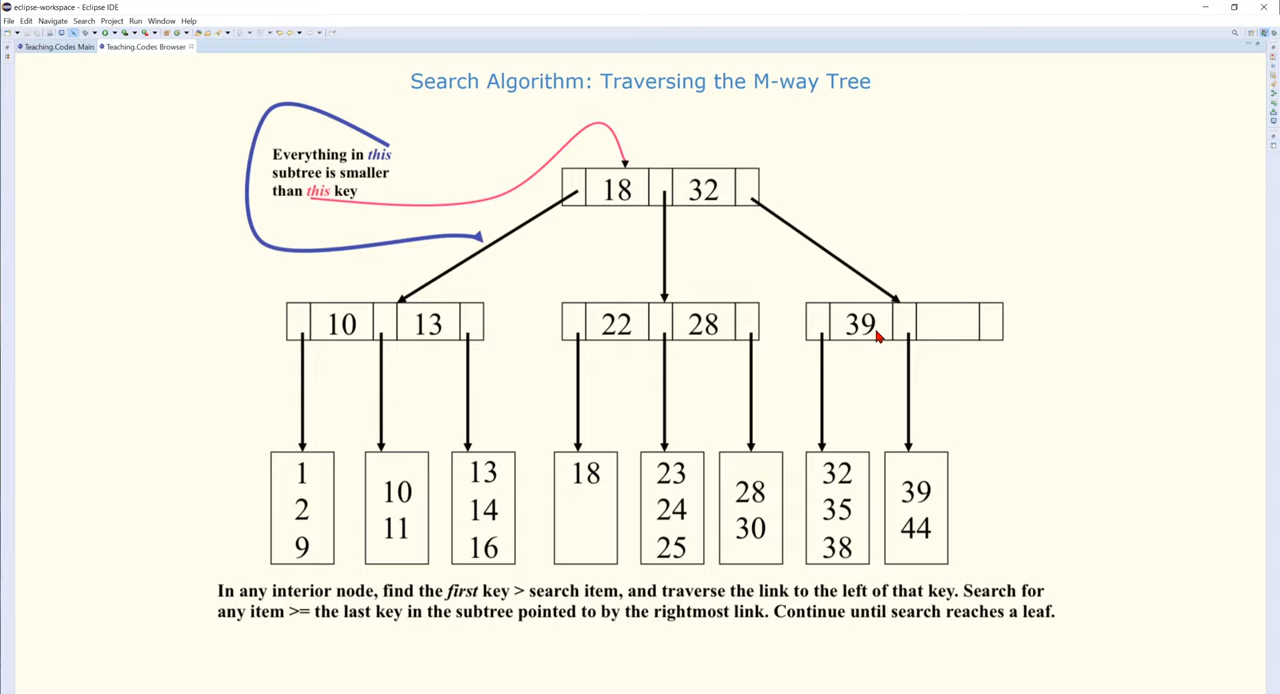 eclipse-workspace - Eclipse IDE
File Edit Navigate Search Project Run Window Help
Teaching.Codes Main Teaching.Codes Browser
Search Algorithm: Traversing the M-way Tree
Everything in this
subtree is smaller
than this key
18 32
10 13 22 28 39
1 2 9
10 11
13 14 16
18
23 24 25
28 30
32 35 38
39 44
In any interior node, find the first key > search item, and traverse the link to the left of that key. Search for
any item >= the last key in the subtree pointed to by the rightmost link. Continue until search reaches a leaf.